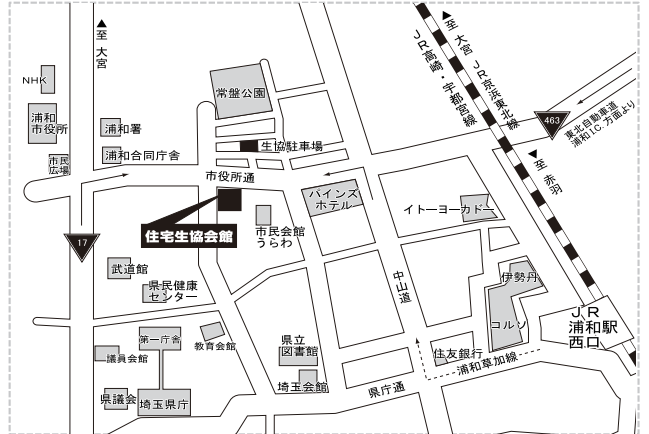 ▲至 大宮
▲至 大宮
JR高崎・宇都宮線
JR京浜東北線
NHK
浦和
市役所
浦和署
市民
広場
浦和合同庁舎
常盤公園
生協駐車場
市役所通
463
東北自動車道
浦和I.C.方面より
▼至 赤羽
パインズ
ホテル
イトーヨーカドー
住宅生協会館
市民会館
うらわ
17
武道館
県民健康
センター
中山道
伊勢丹
コルソ
JR
浦和駅
西口
第一庁舎
教育会館
議員会館
県立
図書館
住友銀行
浦和草加線
埼玉会館
県庁通
県議会
埼玉県庁